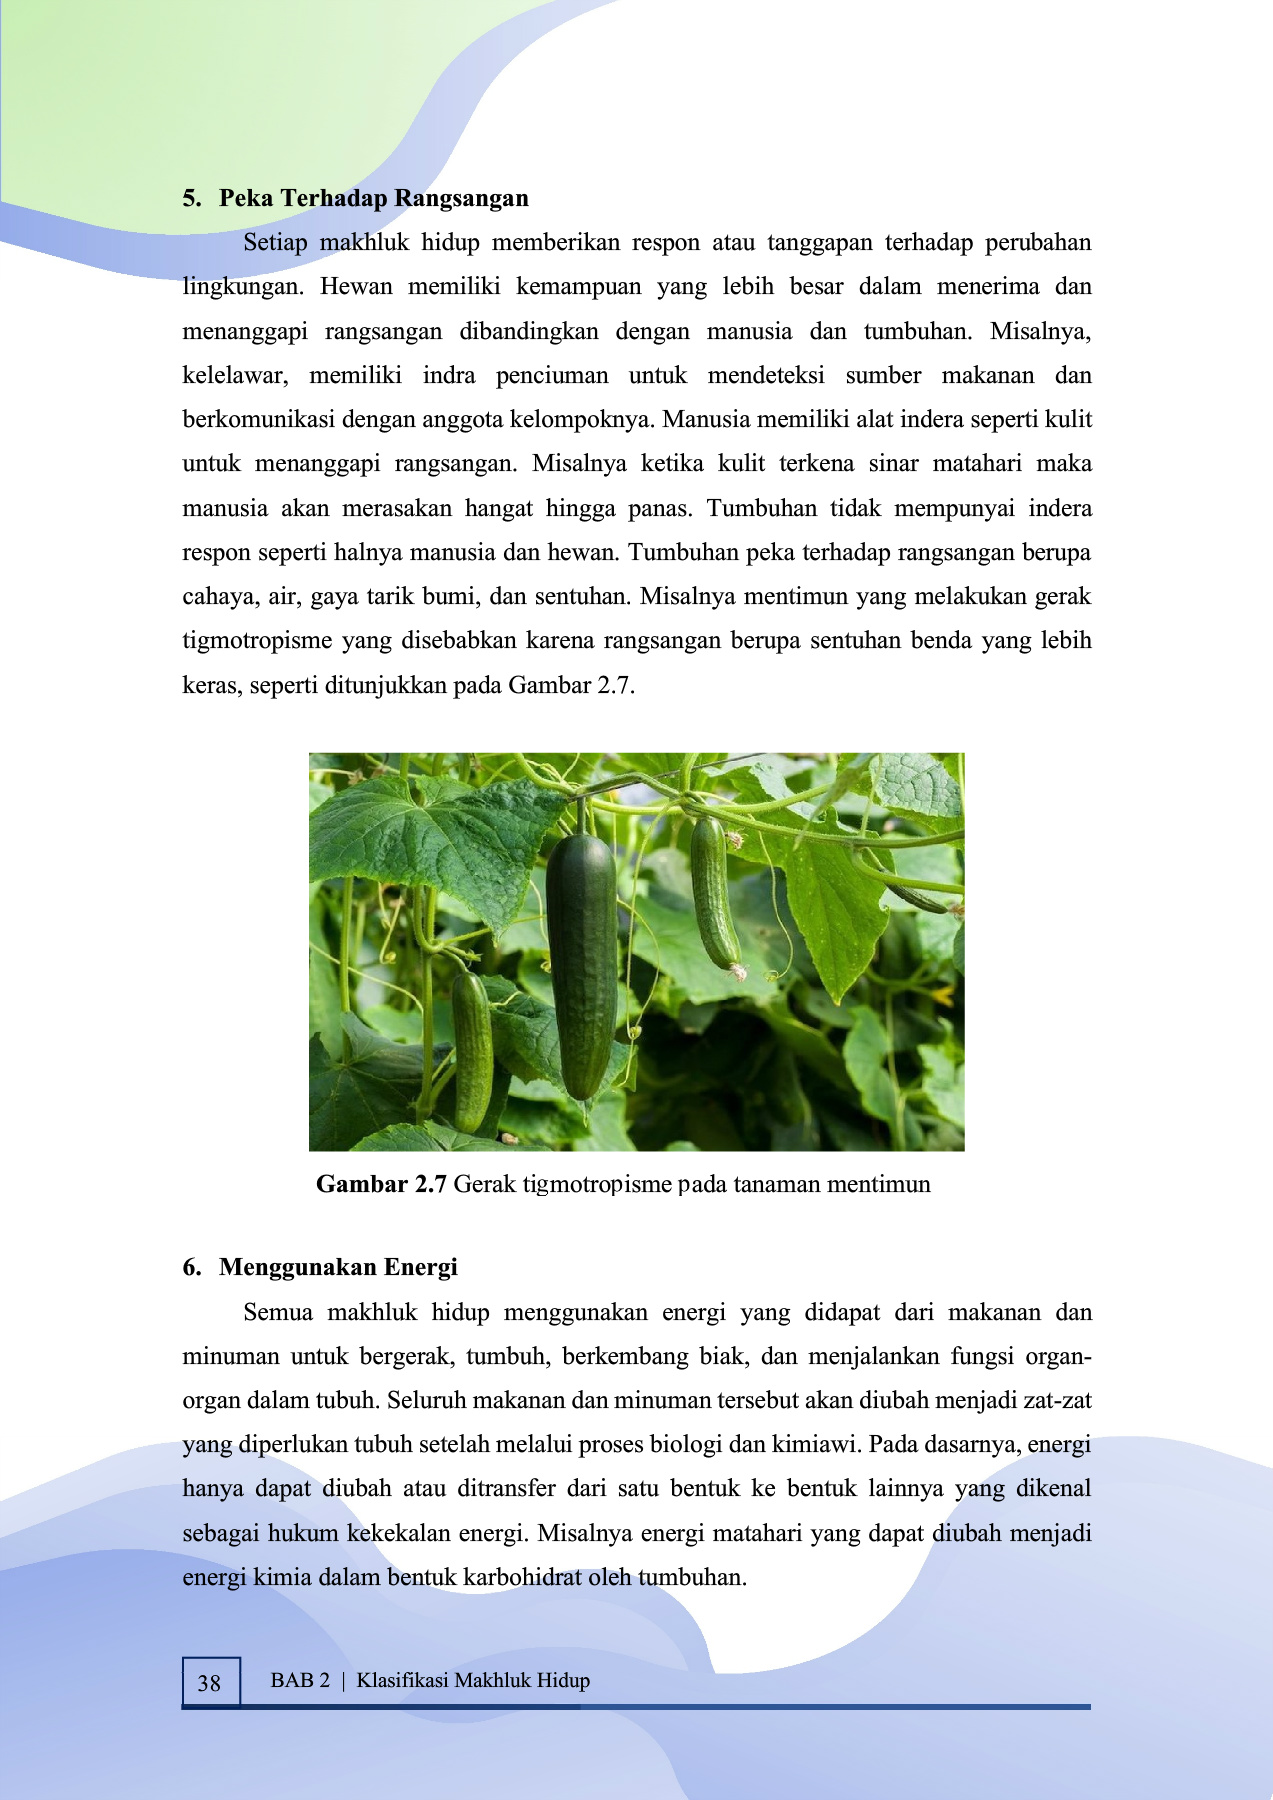 5. Peka Terhadap Rangsangan
Setiap makhluk hidup memberikan respon atau tanggapan terhadap perubahan
lingkungan. Hewan memiliki kemampuan yang lebih besar dalam menerima dan
menanggapi rangsangan dibandingkan dengan manusia dan tumbuhan. Misalnya,
kelelawar, memiliki indra penciuman untuk mendeteksi sumber makanan dan
berkomunikasi dengan anggota kelompoknya. Manusia memiliki alat indera seperti kulit
untuk menanggapi rangsangan. Misalnya ketika kulit terkena sinar matahari maka
manusia akan merasakan hangat hingga panas. Tumbuhan tidak mempunyai indera
respon seperti halnya manusia dan hewan. Tumbuhan peka terhadap rangsangan berupa
cahaya, air, gaya tarik bumi, dan sentuhan. Misalnya mentimun yang melakukan gerak
tigmotropisme yang disebabkan karena rangsangan berupa sentuhan benda yang lebih
keras, seperti ditunjukkan pada Gambar 2.7.
Gambar 2.7 Gerak tigmotropisme pada tanaman mentimun
6. Menggunakan Energi
Semua makhluk hidup menggunakan energi yang didapat dari makanan dan
minuman untuk bergerak, tumbuh, berkembang biak, dan menjalankan fungsi organ-
organ dalam tubuh. Seluruh makanan dan minuman tersebut akan diubah menjadi zat-zat
yang diperlukan tubuh setelah melalui proses biologi dan kimiawi. Pada dasarnya, energi
hanya dapat diubah atau ditransfer dari satu bentuk ke bentuk lainnya yang dikenal
sebagai hukum kekekalan energi. Misalnya energi matahari yang dapat diubah menjadi
energi kimia dalam bentuk karbohidrat oleh tumbuhan.
38 BAB 2 | Klasifikasi Makhluk Hidup